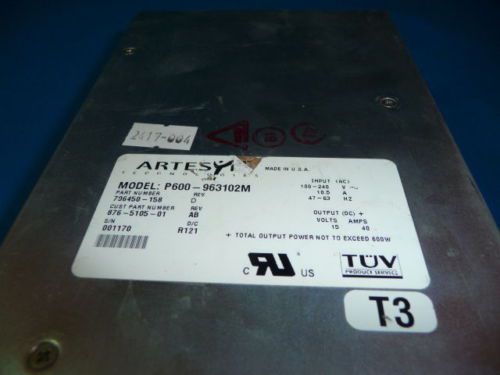 2417-004
ARTESYN
TECHNOLOGIES
MADE IN U.S.A.
MODEL: P600-963102M
PART NUMBER REV
796450-158 D
CUST PART NUMBER REV
876-5105-01 AB
S/N D/C
001170 R121
INPUT (AC)
100-240 V ~
10.5 A
47-63 HZ
OUTPUT (DC) +
VOLTS AMPS
15 40
+ TOTAL OUTPUT POWER NOT TO EXCEED 600W
C US
TÜV
PRODUCT SERVICE
T3